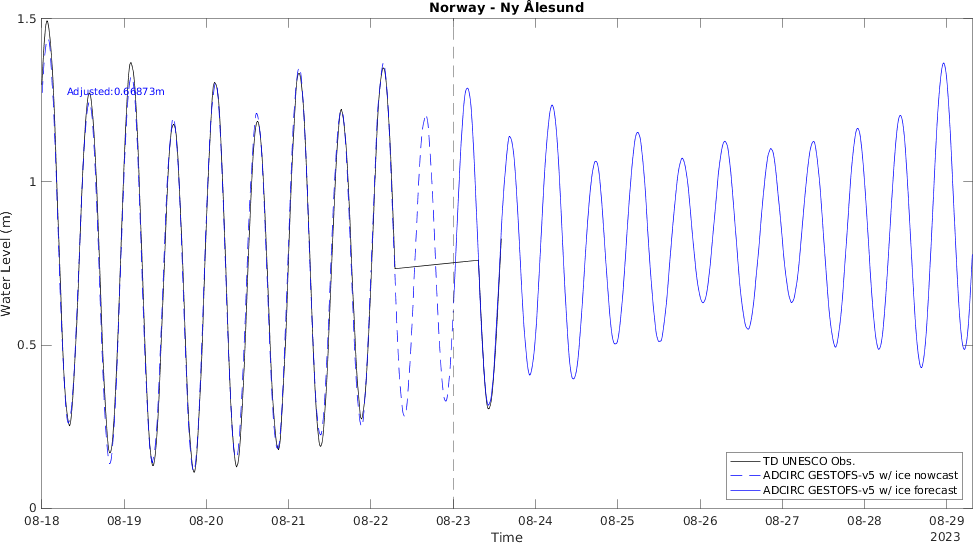 Norway - Ny Ålesund
1.5
Adjusted:0.66873m
1
Water Level (m)
0.5
TD UNESCO Obs.
ADCIRC GESTOFS-v5 w/ ice nowcast
ADCIRC GESTOFS-v5 w/ ice forecast
0
08-18 08-19 08-20 08-21 08-22 08-23 08-24 08-25 08-26 08-27 08-28 08-29
Time
2023